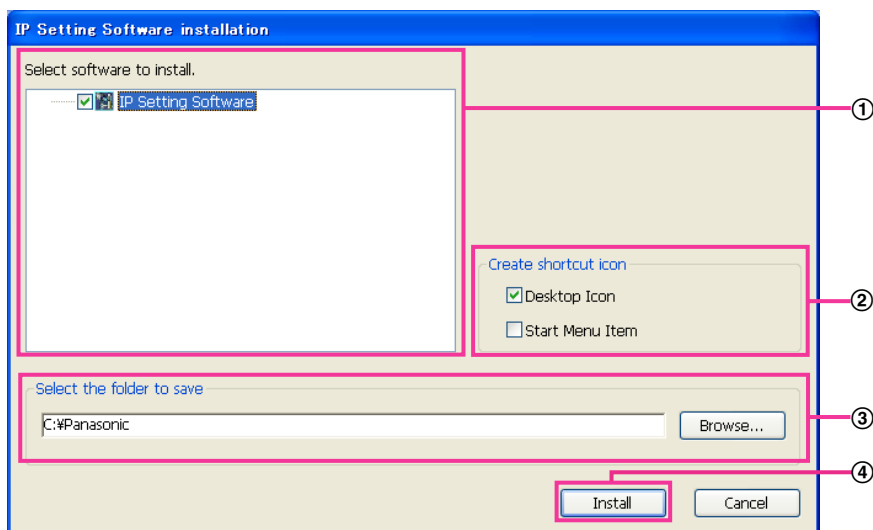 IP Setting Software installation
Select software to install.
IP Setting Software
①
Create shortcut icon
Desktop Icon
②
Start Menu Item
Select the folder to save
C:¥Panasonic
Browse...
③
④
Install
Cancel